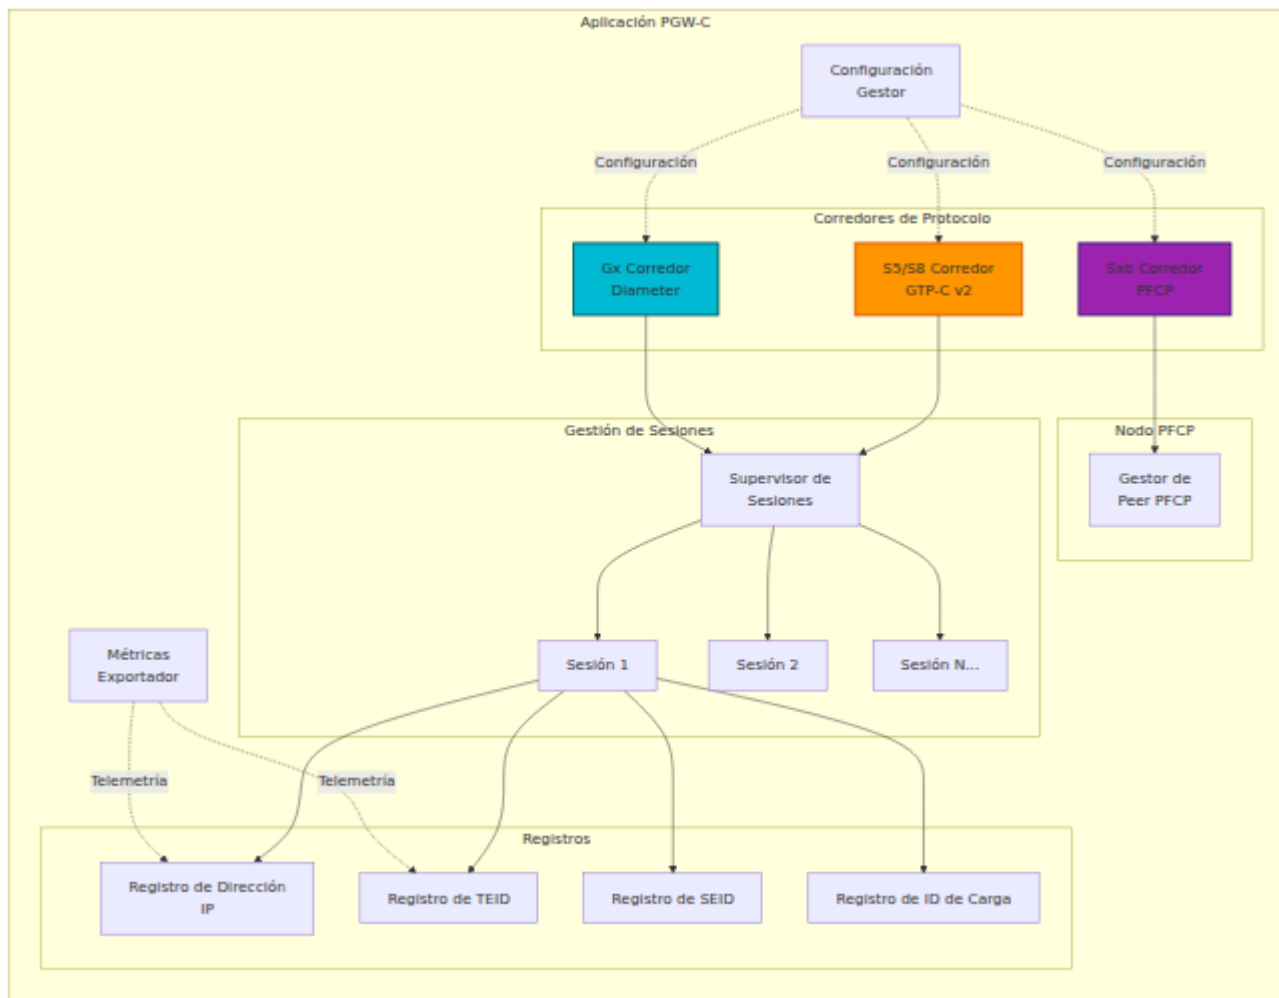 Aplicación PGW-C
Configuración
Gestor
Configuración
Configuración
Configuración
Corredores de Protocolo
Gx Corredor
Diameter
S5/S8 Corredor
GTP-C v2
Sxb Corredor
PFCP
Gestión de Sesiones
Nodo PFCP
Supervisor de
Sesiones
Gestor de
Peer PFCP
Métricas
Exportador
Sesión 1
Sesión 2
Sesión N...
Telemetría
Telemetría
Registros
Registro de Dirección
IP
Registro de TEID
Registro de SEID
Registro de ID de Carga